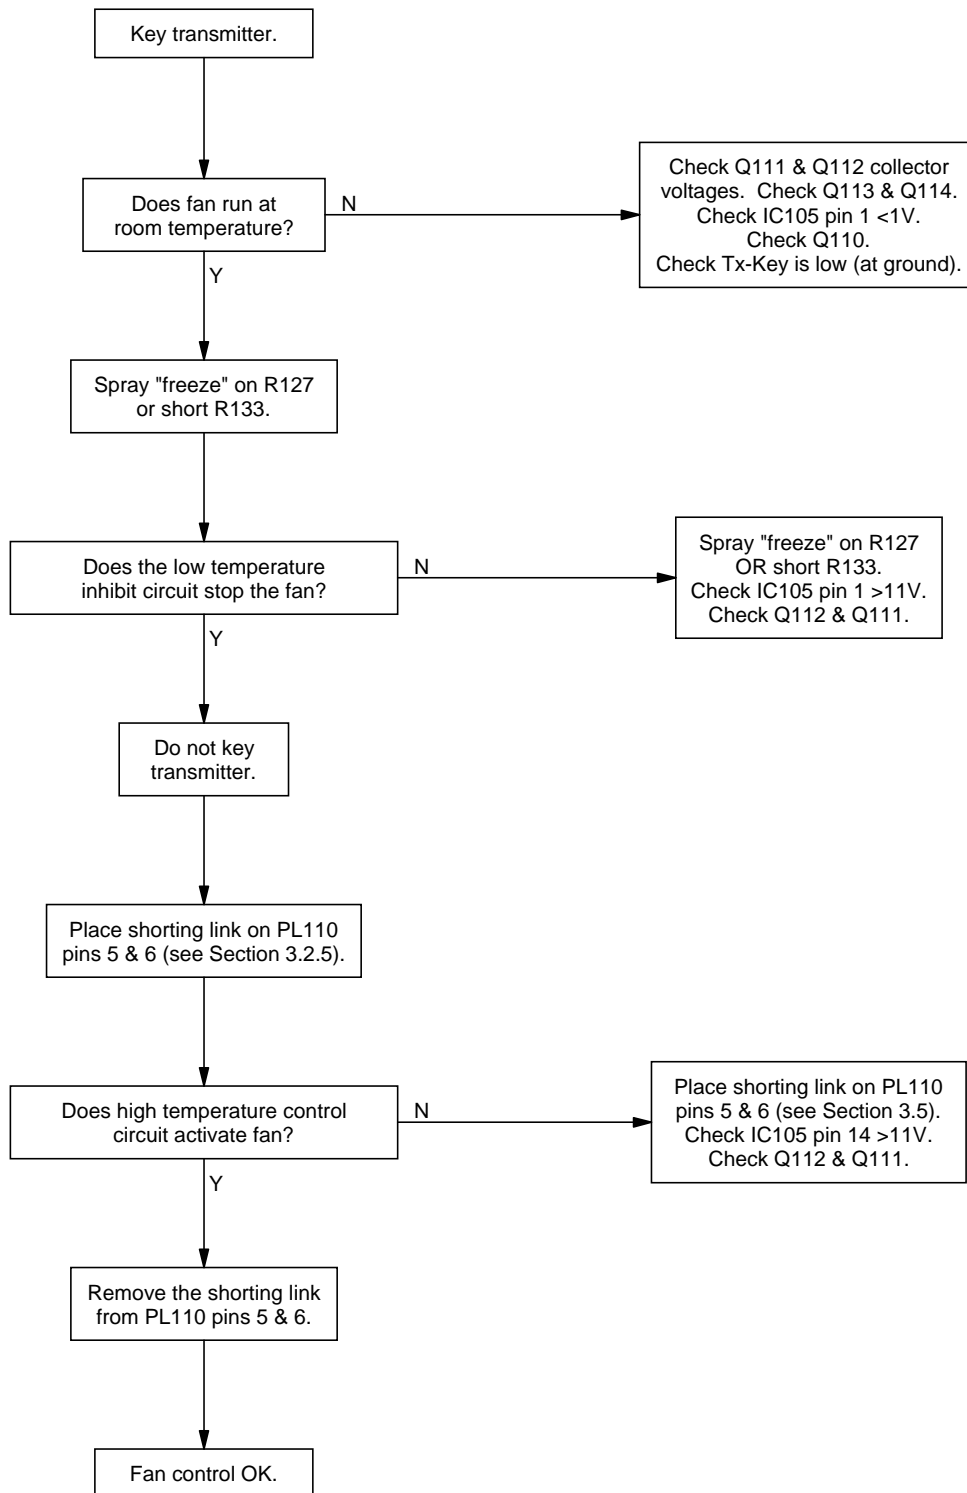 Key transmitter.
Does fan run at
room temperature?
N
Check Q111 & Q112 collector
voltages.  Check Q113 & Q114.
Check IC105 pin 1 <1V.
Check Q110.
Check Tx-Key is low (at ground).
Y
Spray "freeze" on R127
or short R133.
Does the low temperature
inhibit circuit stop the fan?
N
Spray "freeze" on R127
OR short R133.
Check IC105 pin 1 >11V.
Check Q112 & Q111.
Y
Do not key
transmitter.
Place shorting link on PL110
pins 5 & 6 (see Section 3.2.5).
Does high temperature control
circuit activate fan?
N
Place shorting link on PL110
pins 5 & 6 (see Section 3.5).
Check IC105 pin 14 >11V.
Check Q112 & Q111.
Y
Remove the shorting link
from PL110 pins 5 & 6.
Fan control OK.